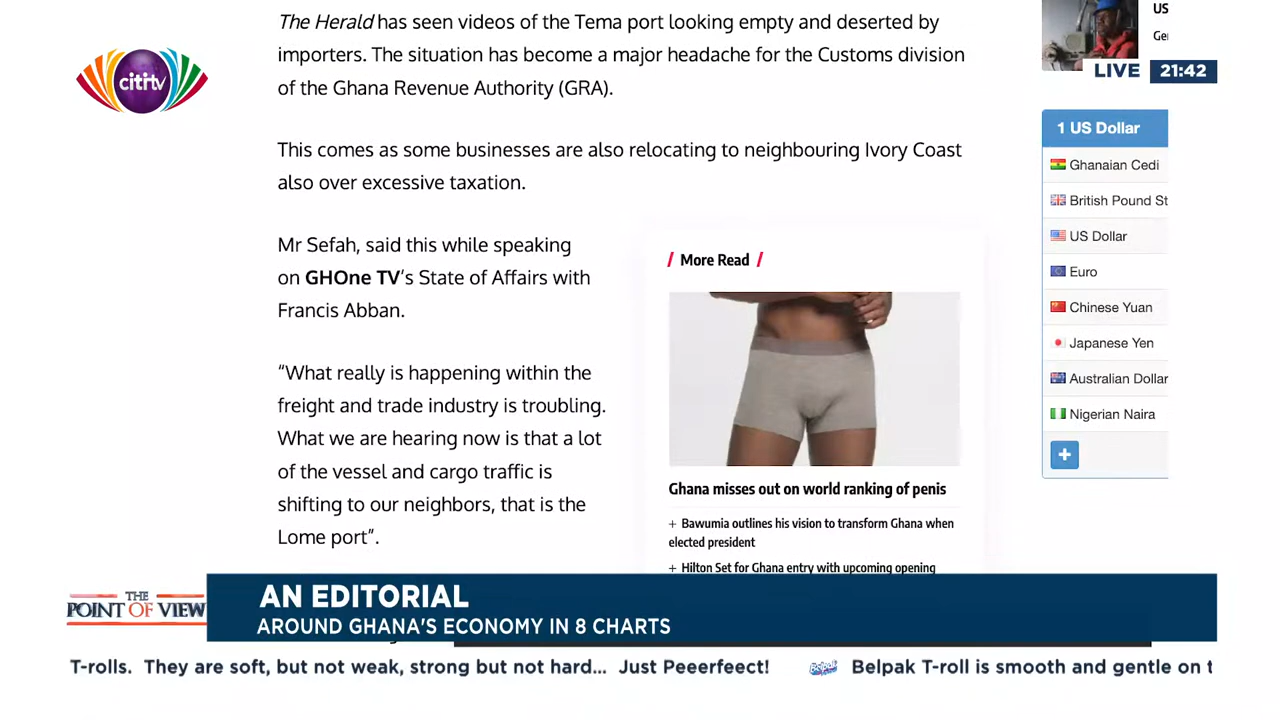 The Herald has seen videos of the Tema port looking empty and deserted by
importers. The situation has become a major headache for the Customs division
of the Ghana Revenue Authority (GRA).
This comes as some businesses are also relocating to neighbouring Ivory Coast
also over excessive taxation.
Mr Sefah, said this while speaking
on GHOne TV's State of Affairs with
Francis Abban.
"What really is happening within the
freight and trade industry is troubling.
What we are hearing now is that a lot
of the vessel and cargo traffic is
shifting to our neighbors, that is the
Lome port".
/ More Read /
Ghana misses out on world ranking of penis
+ Bawumia outlines his vision to transform Ghana when
elected president
+ Hilton Set for Ghana entry with upcoming opening
citi tv
US
Ge
LIVE 21:42
1 US Dollar
Ghanaian Cedi
British Pound St
US Dollar
Euro
Chinese Yuan
Japanese Yen
Australian Dollar
Nigerian Naira
+
THE
POINT OF VIEW
AN EDITORIAL
AROUND GHANA'S ECONOMY IN 8 CHARTS
T-rolls. They are soft, but not weak, strong but not hard... Just Peeerfeect! Belpak Belpak T-roll is smooth and gentle on t